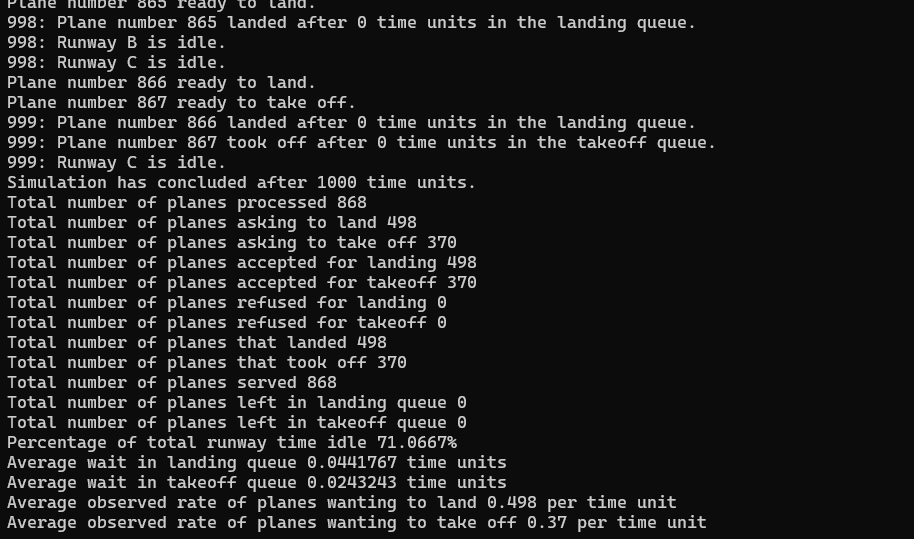 Plane number 865 ready to land.
998: Plane number 865 landed after 0 time units in the landing queue.
998: Runway B is idle.
998: Runway C is idle.
Plane number 866 ready to land.
Plane number 867 ready to take off.
999: Plane number 866 landed after 0 time units in the landing queue.
999: Plane number 867 took off after 0 time units in the takeoff queue.
999: Runway C is idle.
Simulation has concluded after 1000 time units.
Total number of planes processed 868
Total number of planes asking to land 498
Total number of planes asking to take off 370
Total number of planes accepted for landing 498
Total number of planes accepted for takeoff 370
Total number of planes refused for landing 0
Total number of planes refused for takeoff 0
Total number of planes that landed 498
Total number of planes that took off 370
Total number of planes served 868
Total number of planes left in landing queue 0
Total number of planes left in takeoff queue 0
Percentage of total runway time idle 71.0667%
Average wait in landing queue 0.0441767 time units
Average wait in takeoff queue 0.0243243 time units
Average observed rate of planes wanting to land 0.498 per time unit
Average observed rate of planes wanting to take off 0.37 per time unit